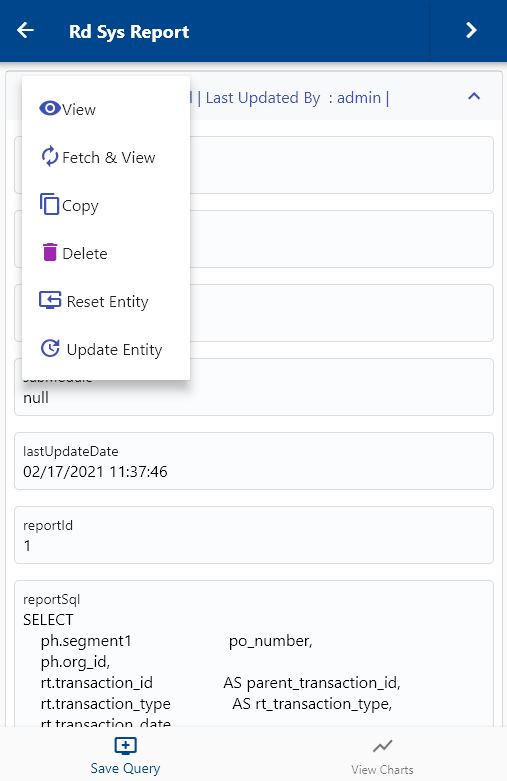 Rd Sys Report
| Last Updated By : admin |
View
Fetch & View
Copy
Delete
Reset Entity
Update Entity
subModule
null
lastUpdateDate
02/17/2021 11:37:46
reportId
1
reportSql
SELECT
ph.segment1 po_number,
ph.org_id,
rt.transaction_id AS parent_transaction_id,
rt.transaction_type AS rt_transaction_type,
rt.transaction_date
Save Query
View Charts